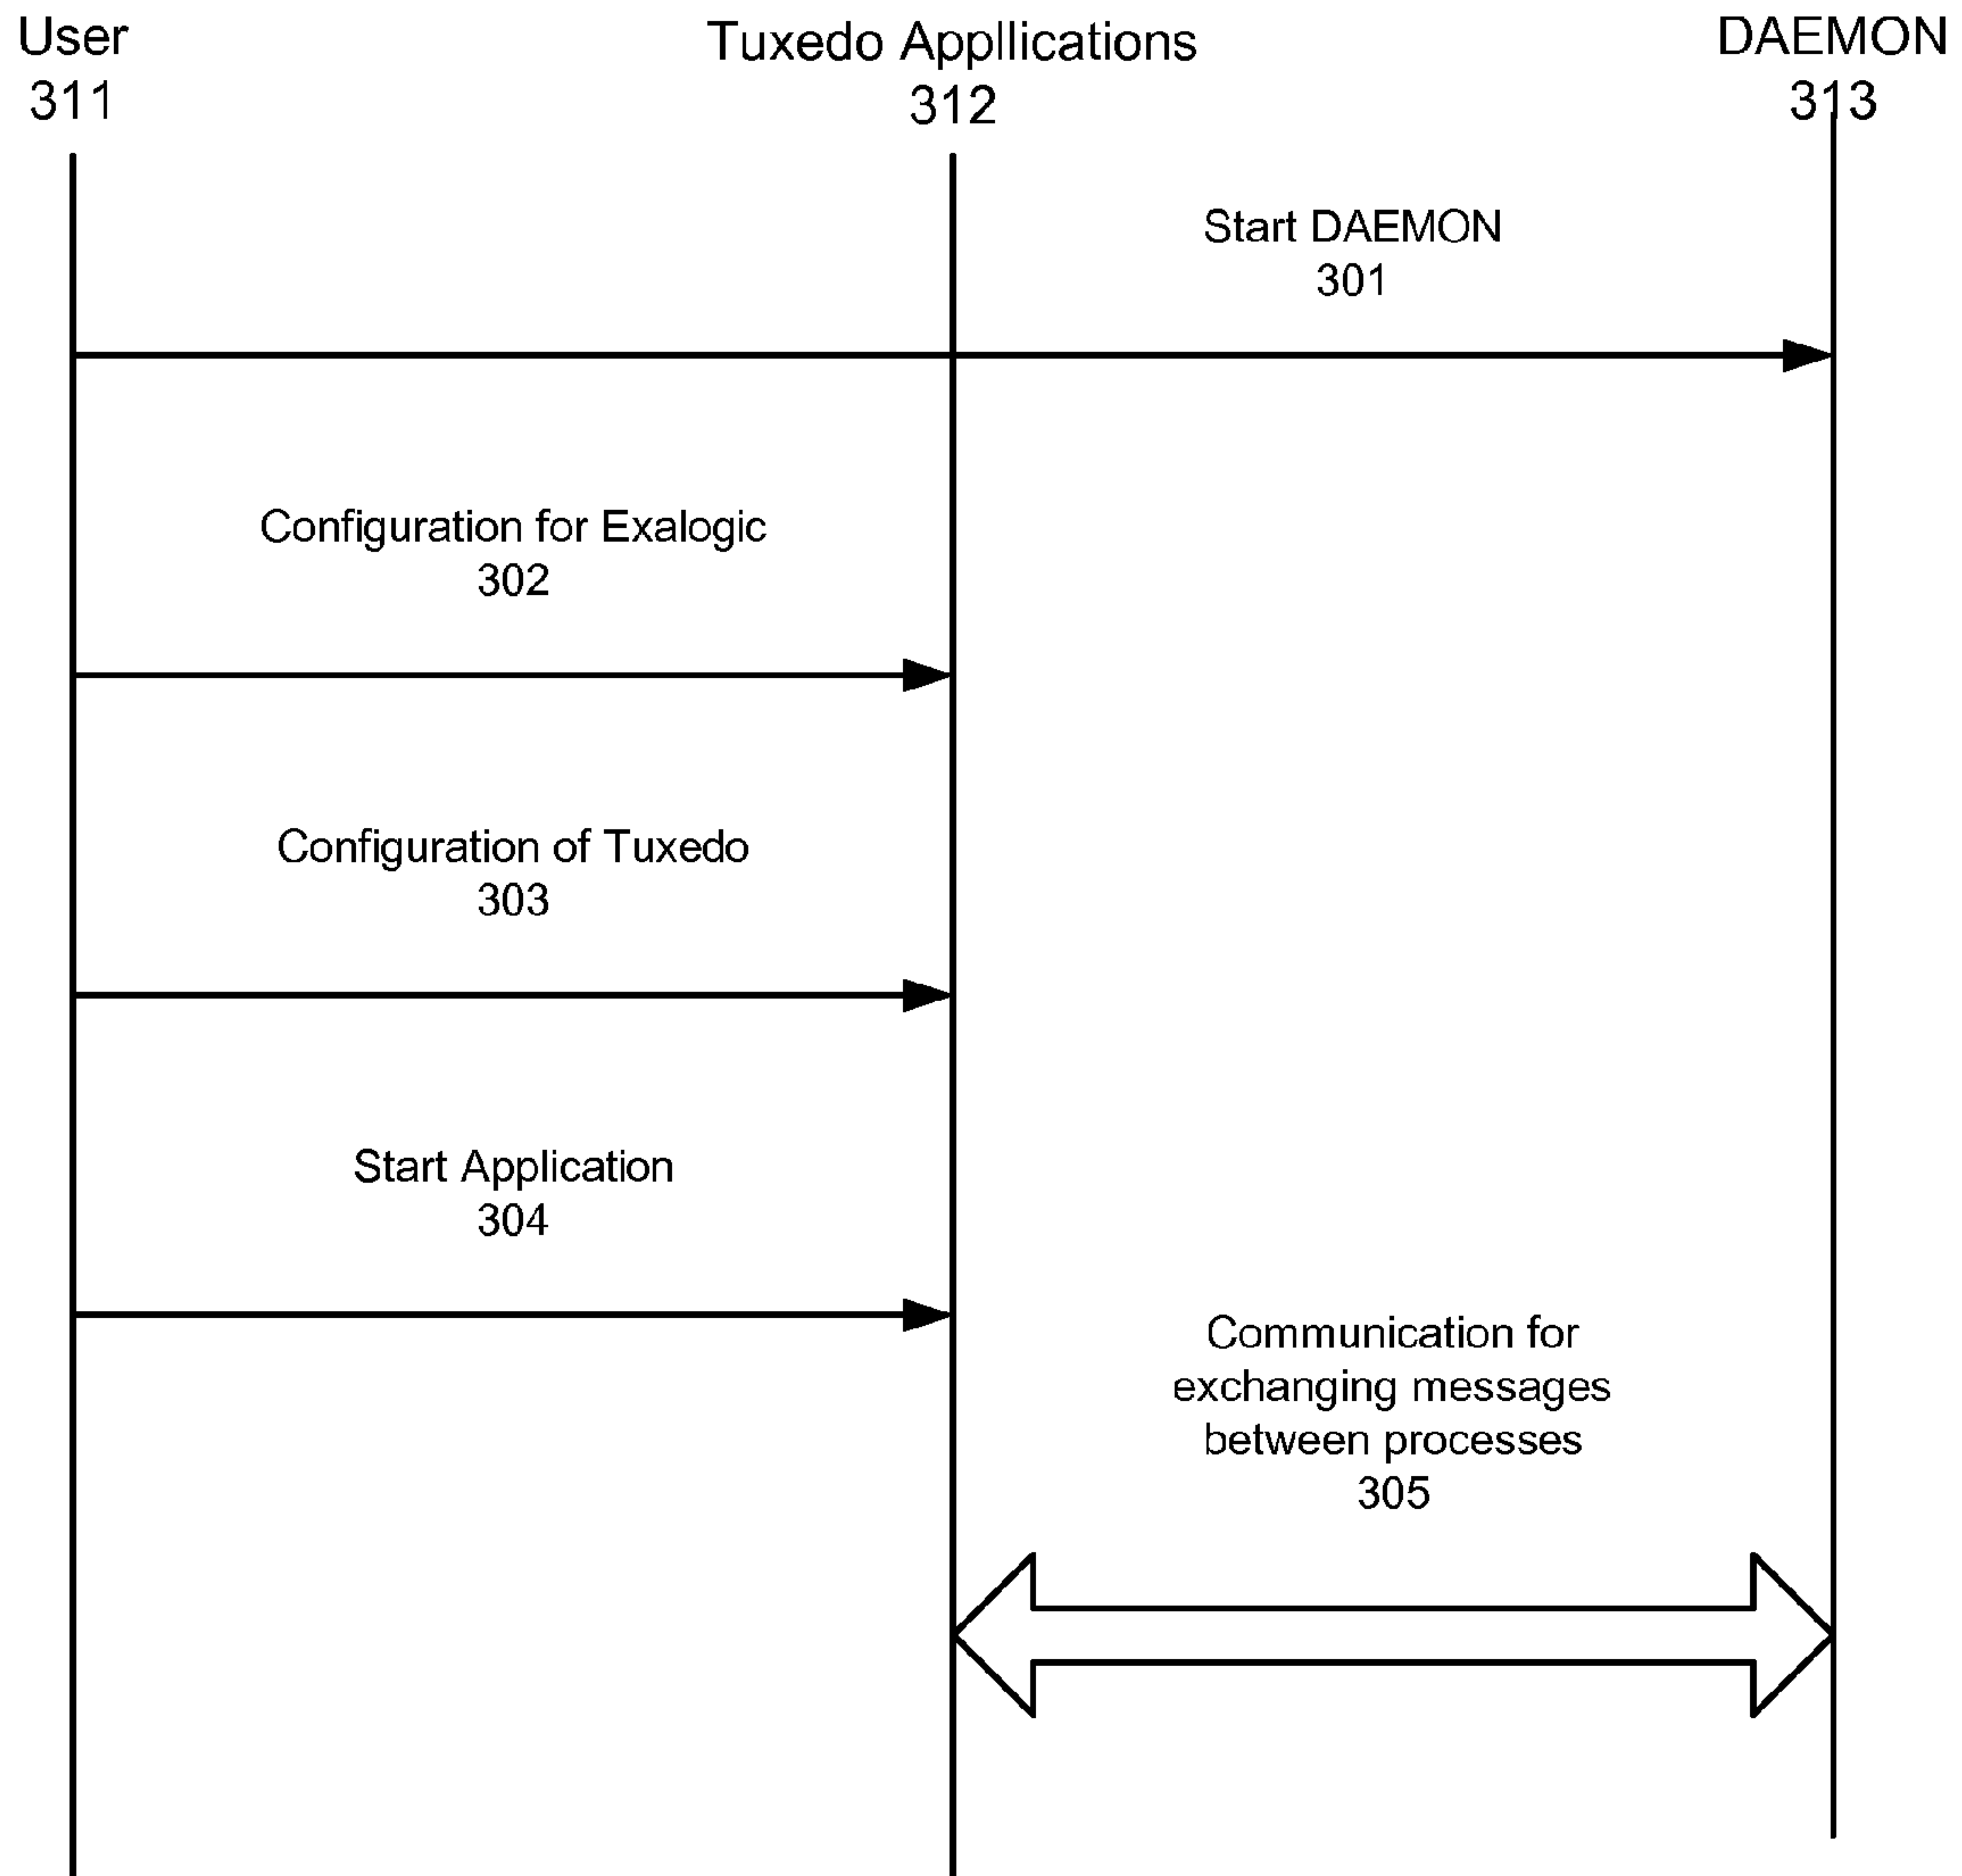 User
311
Tuxedo Appllications
312
DAEMON
313
Start DAEMON
301
Configuration for Exalogic
302
Configuration of Tuxedo
303
Start Application
304
Communication for
exchanging messages
between processes
305